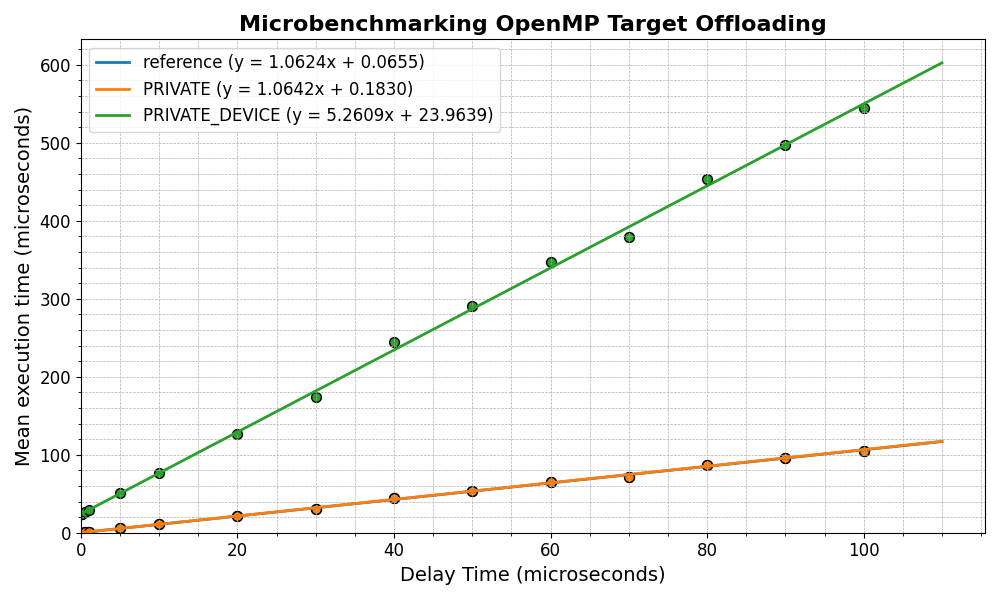 Microbenchmarking OpenMP Target Offloading
reference (y = 1.0624x + 0.0655)
PRIVATE (y = 1.0642x + 0.1830)
PRIVATE_DEVICE (y = 5.2609x + 23.9639)
Mean execution time (microseconds)
600
500
400
300
200
100
0
0 20 40 60 80 100
Delay Time (microseconds)